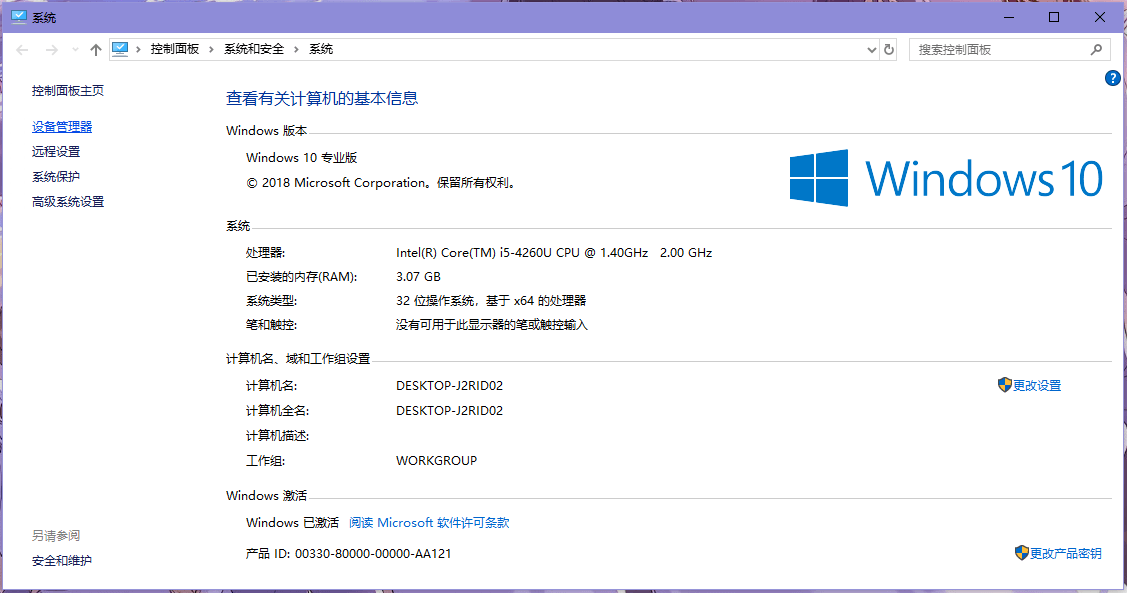 系统
控制面板 › 系统和安全 › 系统
搜索控制面板
?
控制面板主页
设备管理器
远程设置
系统保护
高级系统设置
查看有关计算机的基本信息
Windows 版本
Windows 10 专业版
© 2018 Microsoft Corporation。保留所有权利。
Windows 10
系统
处理器: Intel(R) Core(TM) i5-4260U CPU @ 1.40GHz 2.00 GHz
已安装的内存(RAM): 3.07 GB
系统类型: 32 位操作系统，基于 x64 的处理器
笔和触控: 没有可用于此显示器的笔或触控输入
计算机名、域和工作组设置
计算机名: DESKTOP-J2RID02
更改设置
计算机全名: DESKTOP-J2RID02
计算机描述:
工作组: WORKGROUP
Windows 激活
Windows 已激活 阅读 Microsoft 软件许可条款
产品 ID: 00330-80000-00000-AA121
更改产品密钥
另请参阅
安全和维护